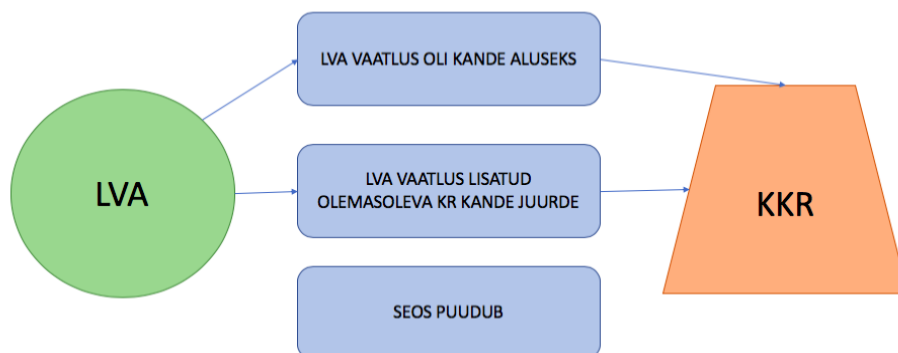 LVA
LVA VAATLUS OLI KANDE ALUSEKS
LVA VAATLUS LISATUD
OLEMASOLEVA KR KANDE JUURDE
SEOS PUUDUB
KKR